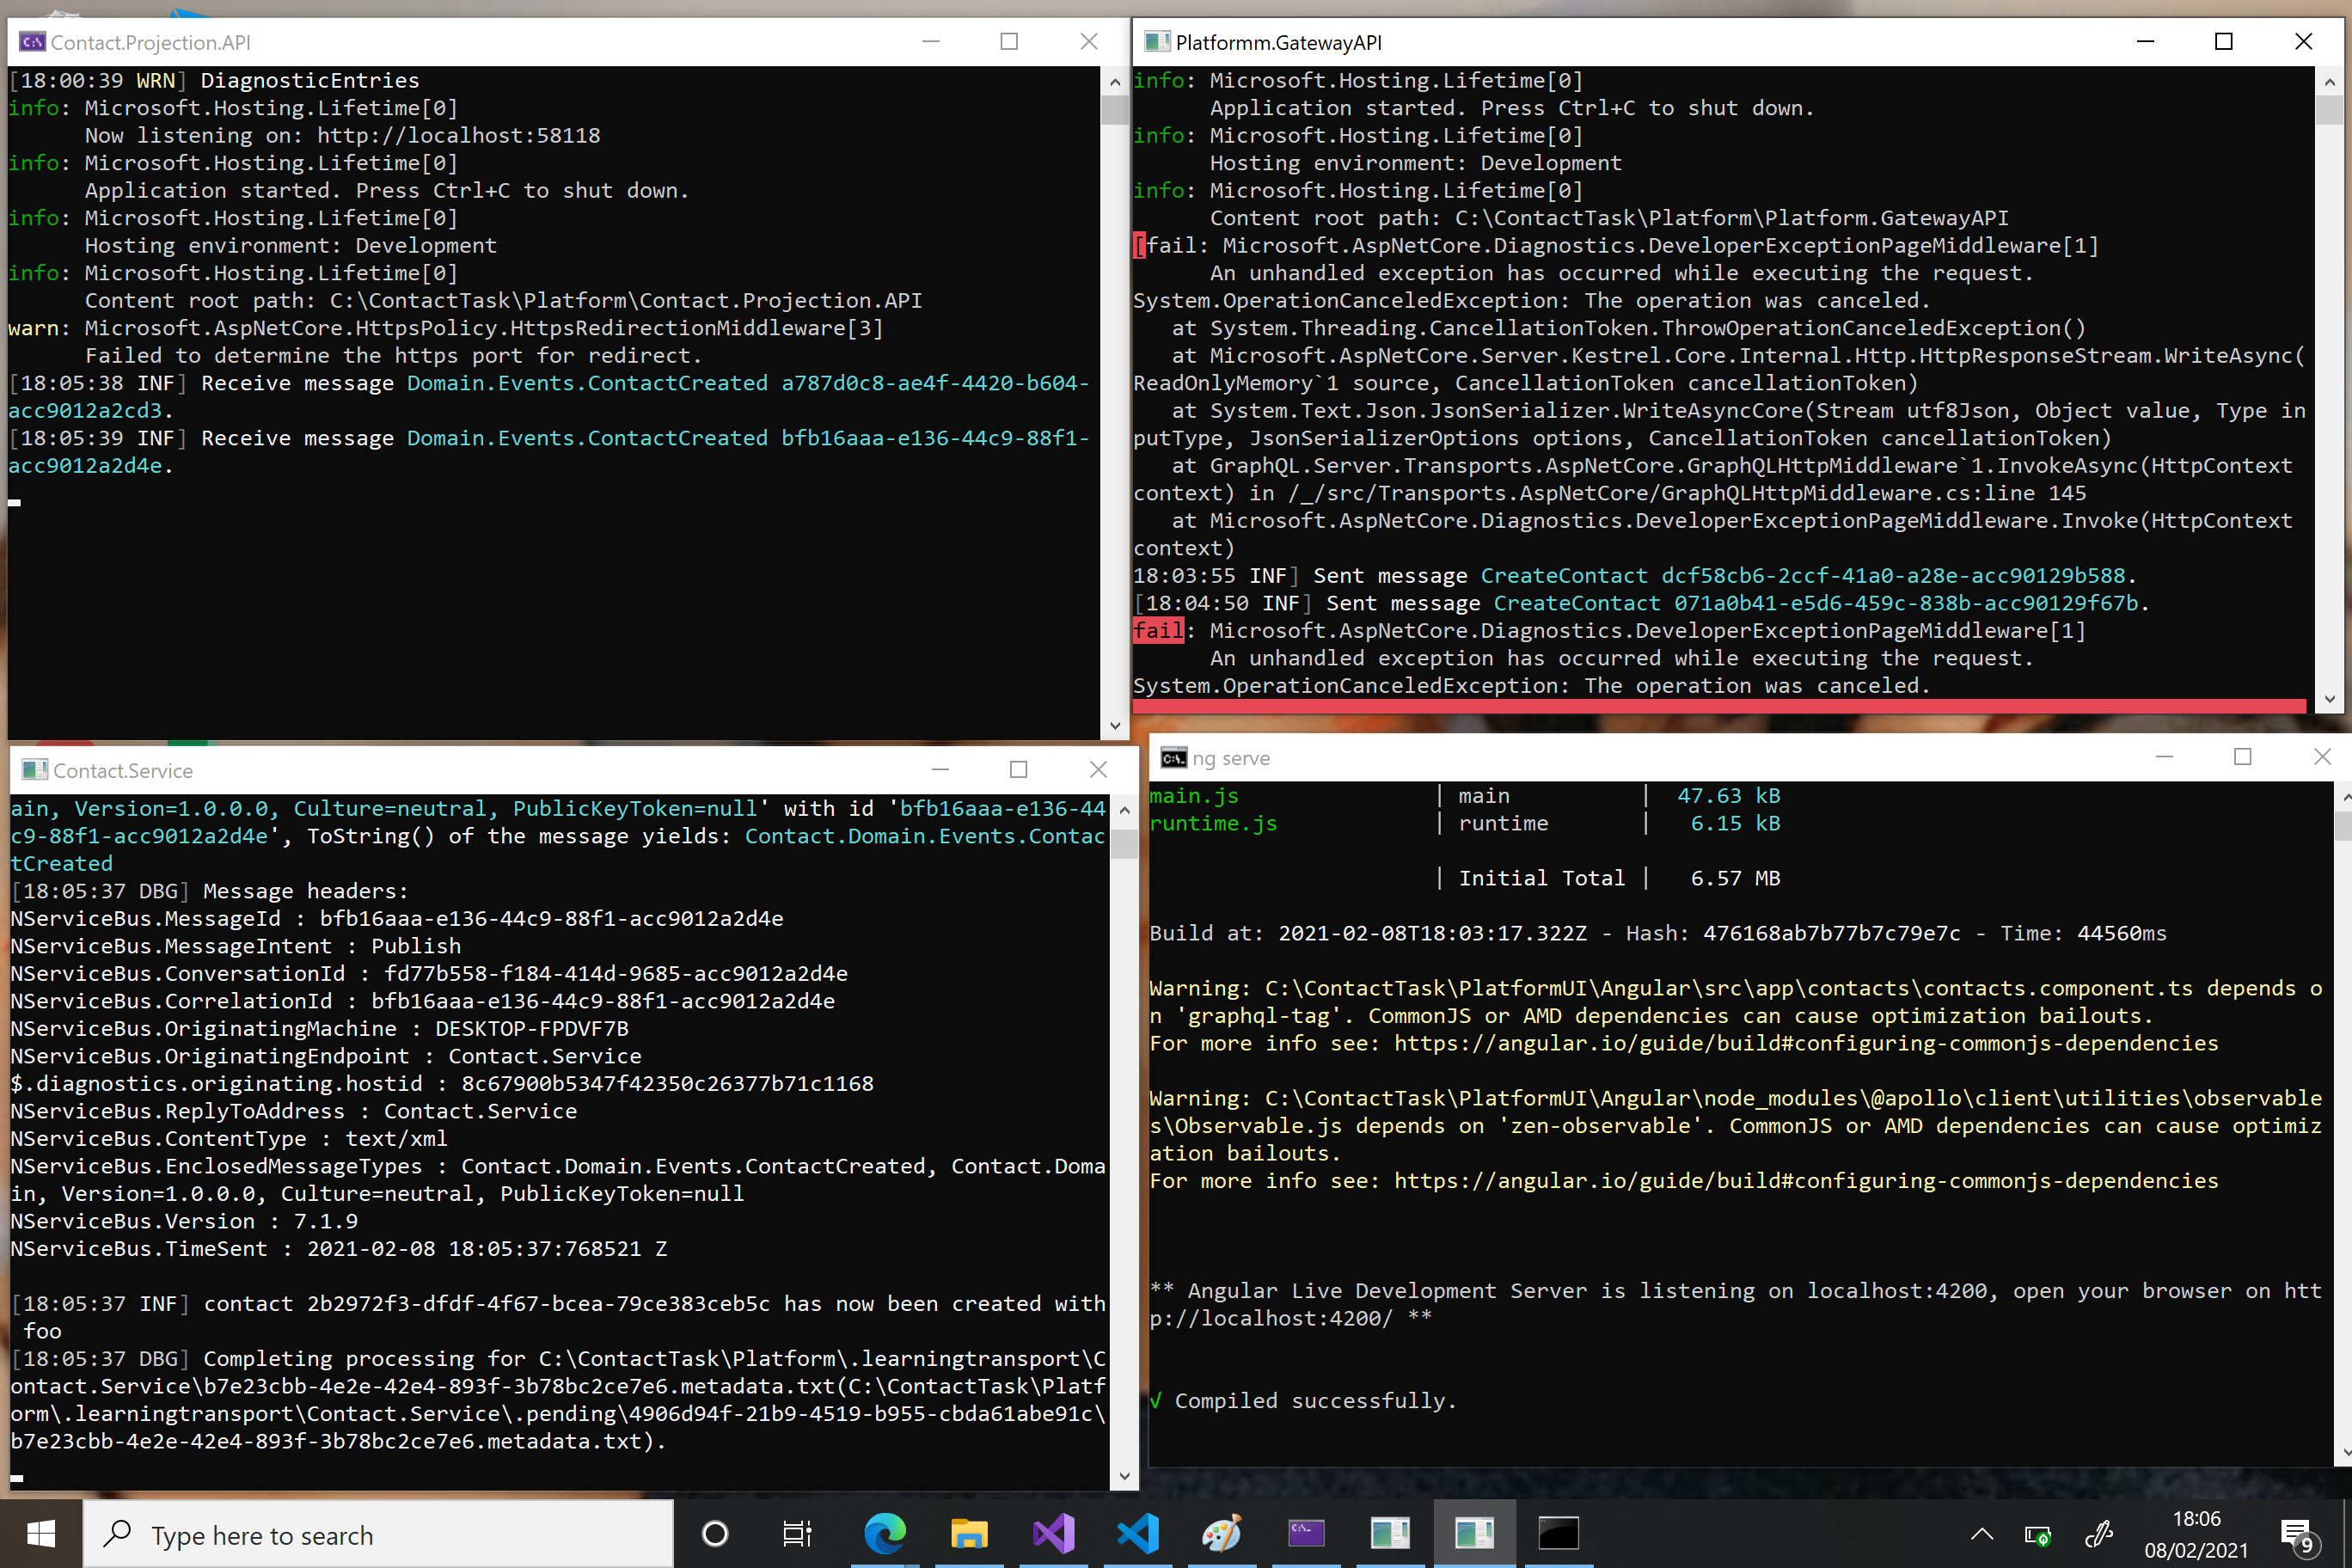 Contact.Projection.API
[18:00:39 WRN] DiagnosticEntries
info: Microsoft.Hosting.Lifetime[0]
Now listening on: http://localhost:58118
info: Microsoft.Hosting.Lifetime[0]
Application started. Press Ctrl+C to shut down.
info: Microsoft.Hosting.Lifetime[0]
Hosting environment: Development
info: Microsoft.Hosting.Lifetime[0]
Content root path: C:\ContactTask\Platform\Contact.Projection.API
warn: Microsoft.AspNetCore.HttpsPolicy.HttpsRedirectionMiddleware[3]
Failed to determine the https port for redirect.
[18:05:38 INF] Receive message Domain.Events.ContactCreated a787d0c8-ae4f-4420-b604-
acc9012a2cd3.
[18:05:39 INF] Receive message Domain.Events.ContactCreated bfb16aaa-e136-44c9-88f1-
acc9012a2d4e.
Platformm.GatewayAPI
info: Microsoft.Hosting.Lifetime[0]
Application started. Press Ctrl+C to shut down.
info: Microsoft.Hosting.Lifetime[0]
Hosting environment: Development
info: Microsoft.Hosting.Lifetime[0]
Content root path: C:\ContactTask\Platform\Platform.GatewayAPI
[fail: Microsoft.AspNetCore.Diagnostics.DeveloperExceptionPageMiddleware[1]
An unhandled exception has occurred while executing the request.
System.OperationCanceledException: The operation was canceled.
at System.Threading.CancellationToken.ThrowOperationCanceledException()
at Microsoft.AspNetCore.Server.Kestrel.Core.Internal.Http.HttpResponseStream.WriteAsync(
ReadOnlyMemory`1 source, CancellationToken cancellationToken)
at System.Text.Json.JsonSerializer.WriteAsyncCore(Stream utf8Json, Object value, Type in
putType, JsonSerializerOptions options, CancellationToken cancellationToken)
at GraphQL.Server.Transports.AspNetCore.GraphQLHttpMiddleware`1.InvokeAsync(HttpContext
context) in /_/src/Transports.AspNetCore/GraphQLHttpMiddleware.cs:line 145
at Microsoft.AspNetCore.Diagnostics.DeveloperExceptionPageMiddleware.Invoke(HttpContext
context)
18:03:55 INF] Sent message CreateContact dcf58cb6-2ccf-41a0-a28e-acc90129b588.
[18:04:50 INF] Sent message CreateContact 071a0b41-e5d6-459c-838b-acc90129f67b.
fail: Microsoft.AspNetCore.Diagnostics.DeveloperExceptionPageMiddleware[1]
An unhandled exception has occurred while executing the request.
System.OperationCanceledException: The operation was canceled.
Contact.Service
ain, Version=1.0.0.0, Culture=neutral, PublicKeyToken=null' with id 'bfb16aaa-e136-44
c9-88f1-acc9012a2d4e', ToString() of the message yields: Contact.Domain.Events.Contac
tCreated
[18:05:37 DBG] Message headers:
NServiceBus.MessageId : bfb16aaa-e136-44c9-88f1-acc9012a2d4e
NServiceBus.MessageIntent : Publish
NServiceBus.ConversationId : fd77b558-f184-414d-9685-acc9012a2d4e
NServiceBus.CorrelationId : bfb16aaa-e136-44c9-88f1-acc9012a2d4e
NServiceBus.OriginatingMachine : DESKTOP-FPDVF7B
NServiceBus.OriginatingEndpoint : Contact.Service
$.diagnostics.originating.hostid : 8c67900b5347f42350c26377b71c1168
NServiceBus.ReplyToAddress : Contact.Service
NServiceBus.ContentType : text/xml
NServiceBus.EnclosedMessageTypes : Contact.Domain.Events.ContactCreated, Contact.Doma
in, Version=1.0.0.0, Culture=neutral, PublicKeyToken=null
NServiceBus.Version : 7.1.9
NServiceBus.TimeSent : 2021-02-08 18:05:37:768521 Z
[18:05:37 INF] contact 2b2972f3-dfdf-4f67-bcea-79ce383ceb5c has now been created with
foo
[18:05:37 DBG] Completing processing for C:\ContactTask\Platform\.learningtransport\C
ontact.Service\b7e23cbb-4e2e-42e4-893f-3b78bc2ce7e6.metadata.txt(C:\ContactTask\Platf
orm\.learningtransport\Contact.Service\.pending\4906d94f-21b9-4519-b955-cbda61abe91c\
b7e23cbb-4e2e-42e4-893f-3b78bc2ce7e6.metadata.txt).
ng serve
main.js | main | 47.63 kB
runtime.js | runtime | 6.15 kB
| Initial Total | 6.57 MB
Build at: 2021-02-08T18:03:17.322Z - Hash: 476168ab7b77b7c79e7c - Time: 44560ms
Warning: C:\ContactTask\PlatformUI\Angular\src\app\contacts\contacts.component.ts depends o
n 'graphql-tag'. CommonJS or AMD dependencies can cause optimization bailouts.
For more info see: https://angular.io/guide/build#configuring-commonjs-dependencies
Warning: C:\ContactTask\PlatformUI\Angular\node_modules\@apollo\client\utilities\observable
s\Observable.js depends on 'zen-observable'. CommonJS or AMD dependencies can cause optimiz
ation bailouts.
For more info see: https://angular.io/guide/build#configuring-commonjs-dependencies
** Angular Live Development Server is listening on localhost:4200, open your browser on htt
p://localhost:4200/ **
√ Compiled successfully.
Type here to search
18:06
08/02/2021
9